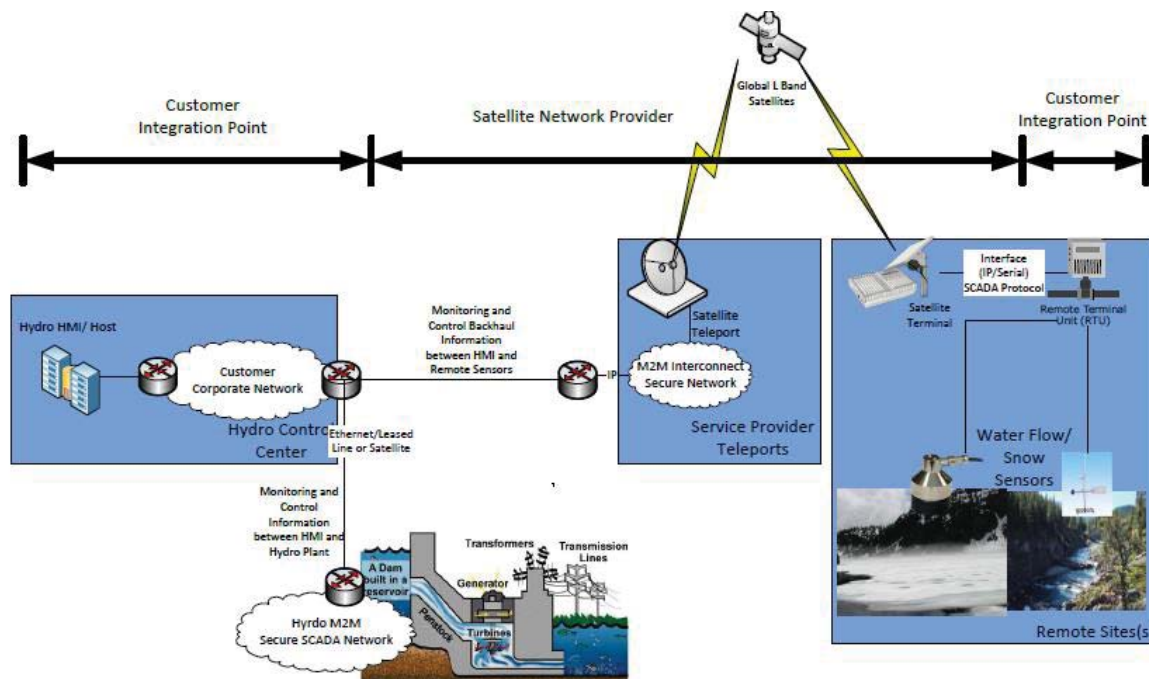 Global L Band
Satellites
Customer
Integration Point
Satellite Network Provider
Customer
Integration Point
Hydro HMI/ Host
Customer
Corporate Network
Hydro Control
Center
Ethernet/Leased
Line or Satellite
Monitoring and
Control Backhaul
Information
between HMI and
Remote Sensors
IP
Satellite
Teleport
M2M Interconnect
Secure Network
Service Provider
Teleports
Satellite
Terminal
Interface
(IP/Serial)
SCADA Protocol
Remote Terminal
Unit (RTU)
Water Flow/
Snow
Sensors
Remote Sites(s
Monitoring and
Control
Information
between HMI and
Hydro Plant
Hyrdo M2M
Secure SCADA Network
A Dam
built in a
reservoir
Penstock
Generator
Turbines
Transformers
Transmission
Lines